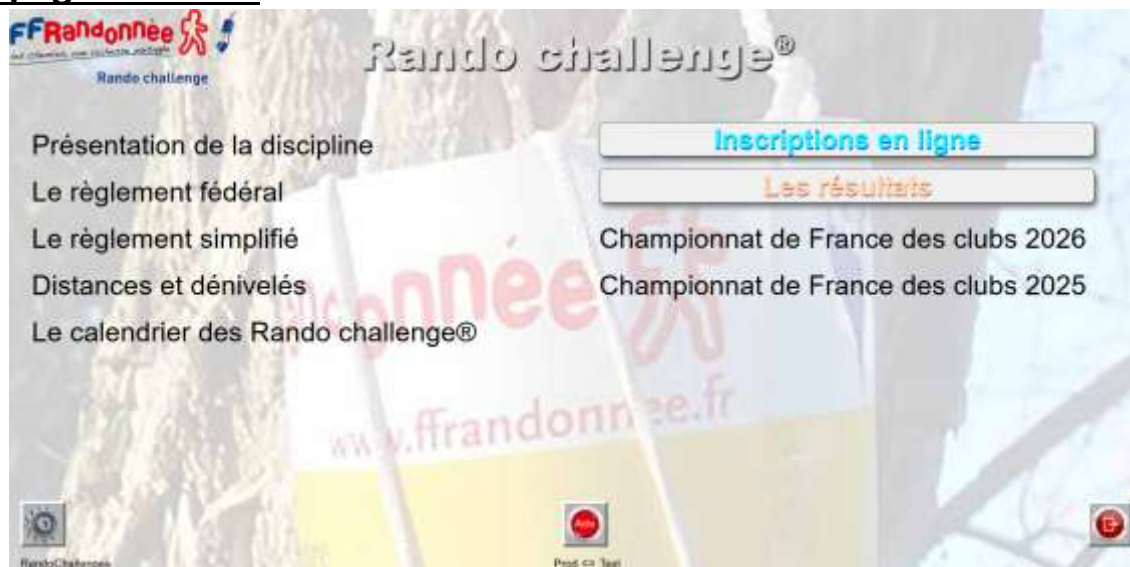 FFRandonnée
Rando challenge
Rando challenge®
Présentation de la discipline
Le règlement fédéral
Le règlement simplifié
Distances et dénivelés
Le calendrier des Rando challenge®
Inscriptions en ligne
Les résultats
Championnat de France des clubs 2026
Championnat de France des clubs 2025
www.ffrandonnee.fr
RandoChallenges
Prod <=> Test